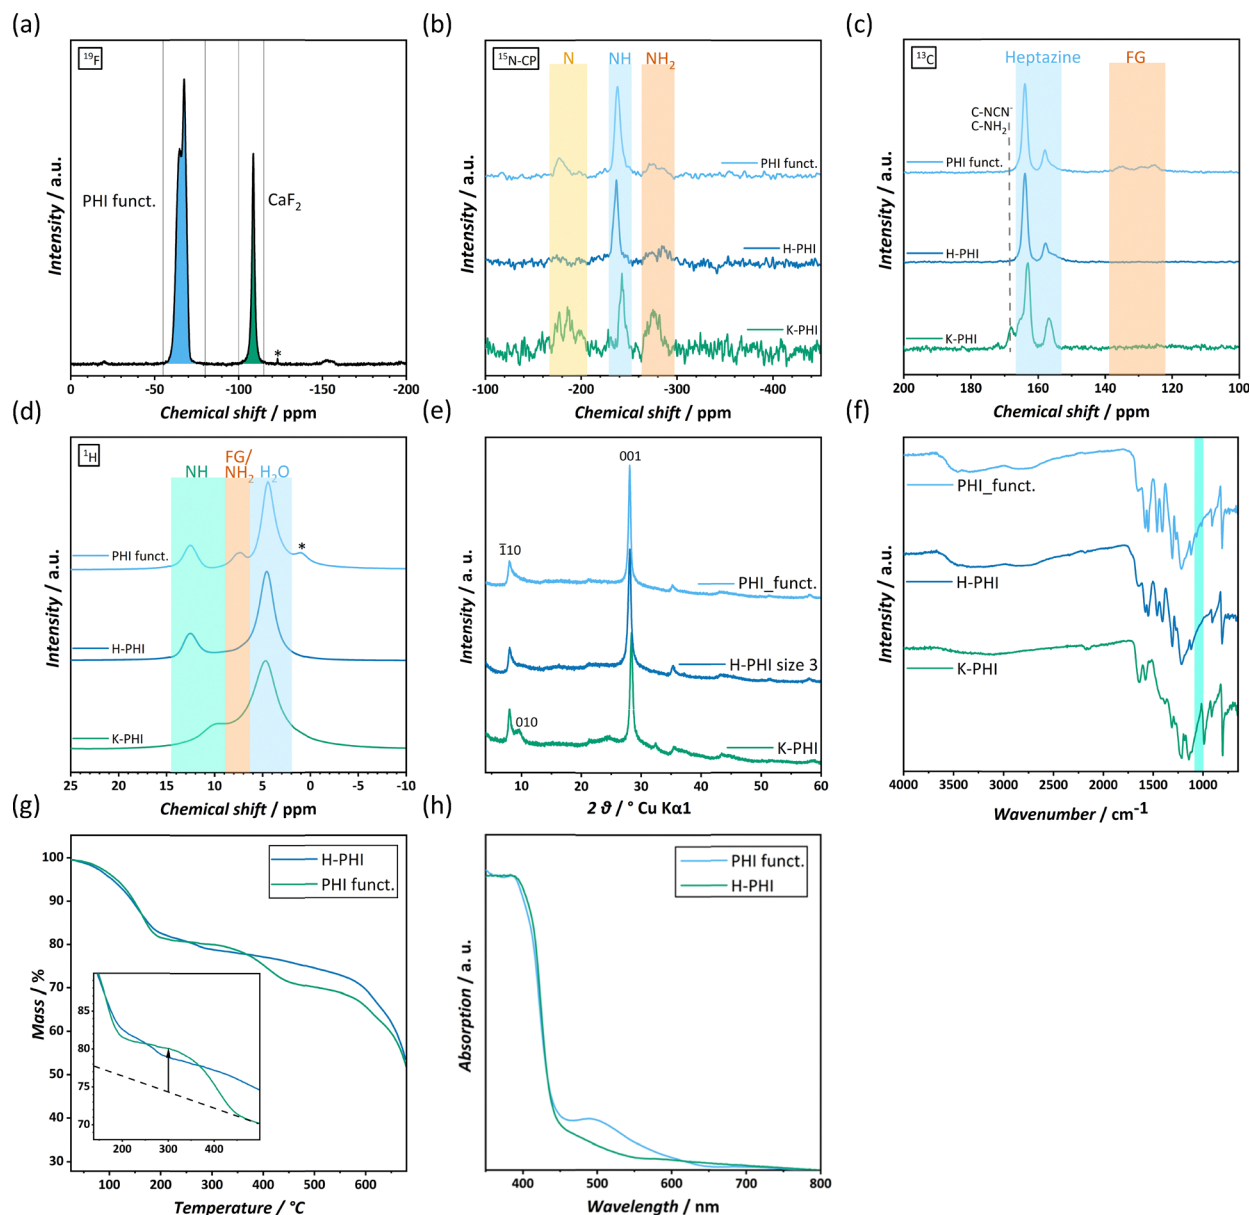 (a)
¹⁹F
PHI funct.
CaF₂
*
Intensity / a.u.
0 -50 -100 -150 -200
Chemical shift / ppm
(b)
¹⁵N-CP
N NH NH₂
PHI funct.
H-PHI
K-PHI
Intensity / a.u.
-100 -200 -300 -400
Chemical shift / ppm
(c)
¹³C
Heptazine FG
C-NCN⁻
C-NH₂
PHI funct.
H-PHI
K-PHI
Intensity / a.u.
200 180 160 140 120 100
Chemical shift / ppm
(d)
¹H
NH
FG/
NH₂
H₂O
*
PHI funct.
H-PHI
K-PHI
Intensity / a.u.
25 20 15 10 5 0 -5 -10
Chemical shift / ppm
(e)
001
1̄10
PHI_funct.
H-PHI size 3
010
K-PHI
Intensity / a.u.
10 20 30 40 50 60
2 ϑ / ° Cu Kα1
(f)
PHI_funct.
H-PHI
K-PHI
Intensity / a.u.
4000 3500 3000 2500 2000 1500 1000
Wavenumber / cm⁻¹
(g)
H-PHI
PHI funct.
100
90
80
70
60
50
40
30
Mass / %
85
80
75
70
200 300 400
100 200 300 400 500 600
Temperature / °C
(h)
PHI funct.
H-PHI
Absorption / a. u.
400 500 600 700 800
Wavelength / nm